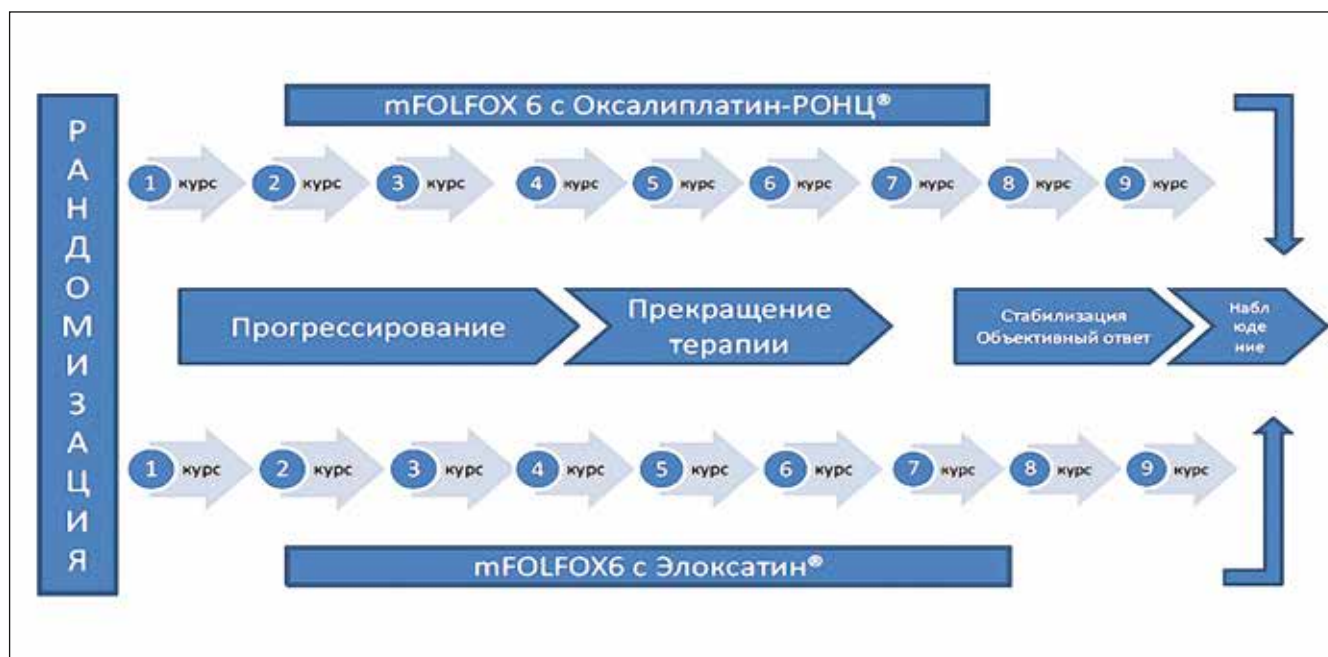 РАНДОМИЗАЦИЯ
mFOLFOX 6 с Оксалиплатин-РОНЦ®
1 курс 2 курс 3 курс 4 курс 5 курс 6 курс 7 курс 8 курс 9 курс
Прогрессирование
Прекращение
терапии
Стабилизация
Объективный ответ
Набл
юде
ние
1 курс 2 курс 3 курс 4 курс 5 курс 6 курс 7 курс 8 курс 9 курс
mFOLFOX6 с Элоксатин®